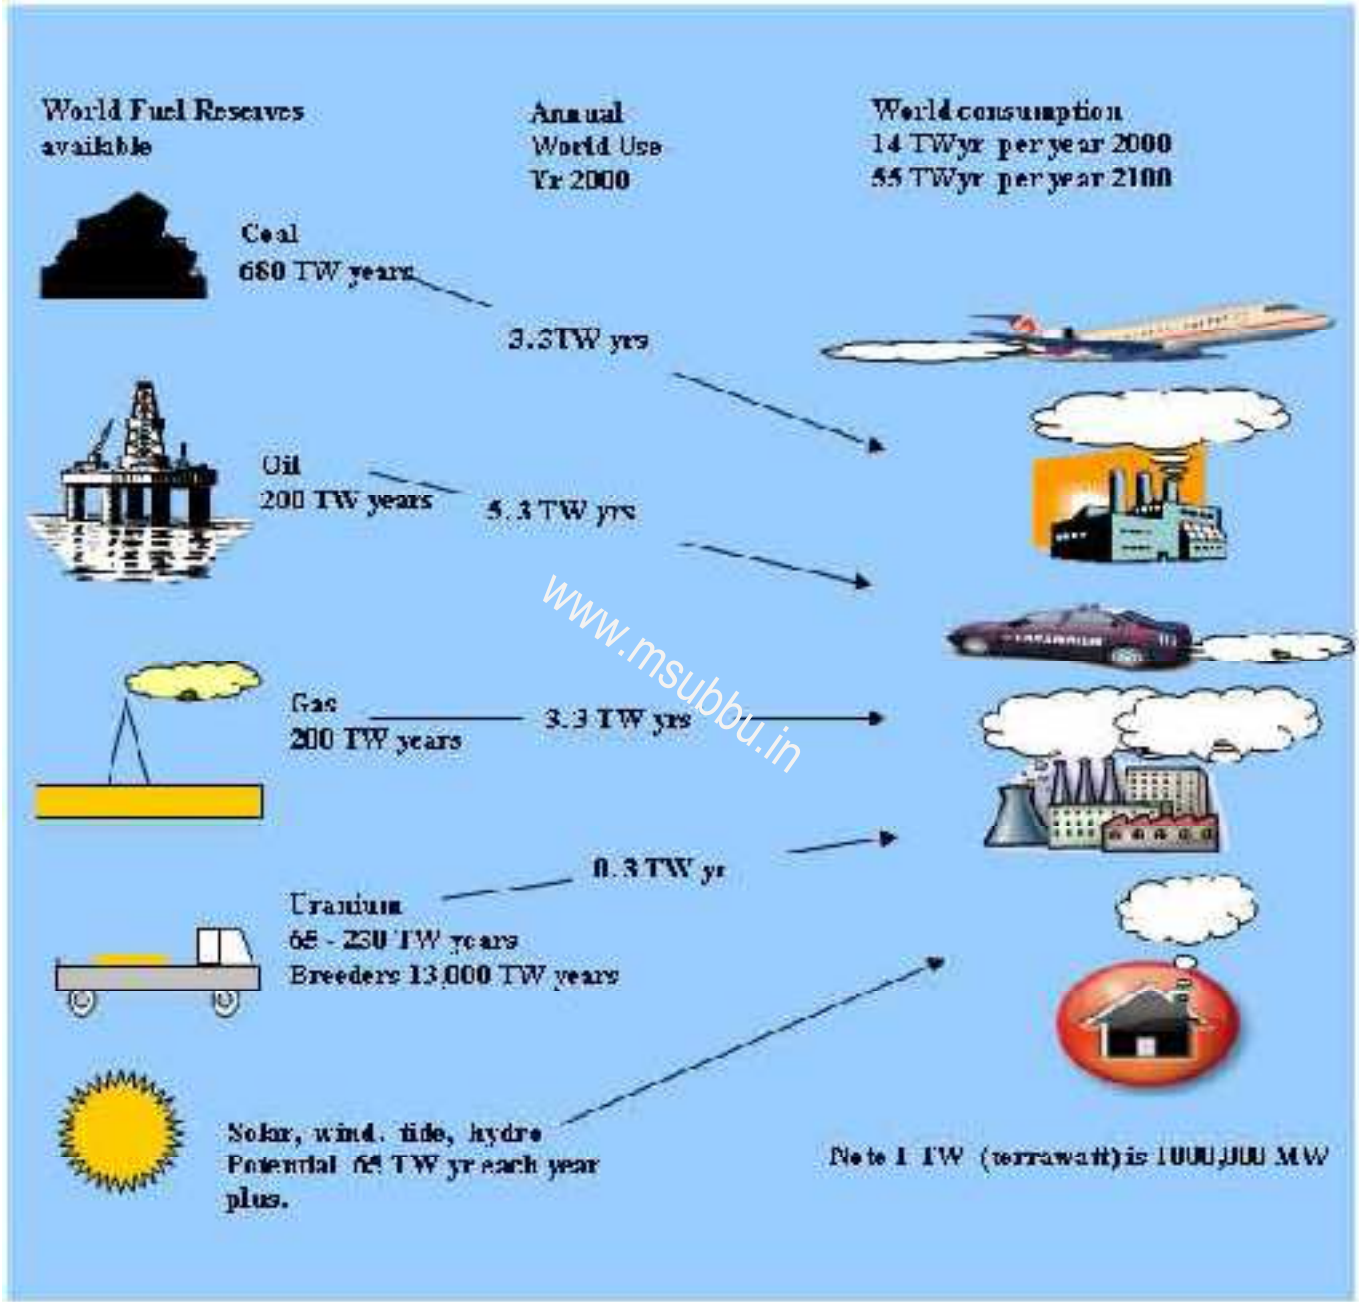 World Fuel Reserves
available
Annual
World Use
Yr 2000
World consumption
14 TWyr per year 2000
55 TWyr per year 2100
Coal
680 TW years
3.3TW yrs
Oil
200 TW years
5.3 TW yrs
www.msubbu.in
Gas
200 TW years
3.3 TW yrs
0.3 TW yr
Uranium
65 - 230 TW years
Breeders 13,000 TW years
Solar, wind. tide, hydro
Potential 65 TW yr each year
plus.
Note 1 TW (terrawatt) is 1000,000 MW